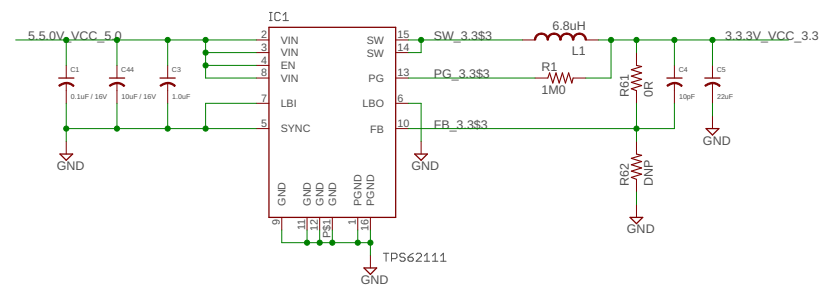 IC1
5.5.0V_VCC_5.0
2 VIN SW 15 SW_3.3$3 6.8uH 3.3.3V_VCC_3.3
3 VIN SW 14 L1
4 EN
8 VIN PG 13 PG_3.3$3 R1
1M0
C1 0.1uF / 16V
C44 10uF / 16V
C3 1.0uF
R61 0R
C4 10pF
C5 22uF
7 LBI LBO 6
5 SYNC FB 10 FB_3.3$3
GND
GND
GND
R62 DNP
GND GND GND GND PGND PGND
9 11 12 P$1 1 16
TPS62111
GND
GND